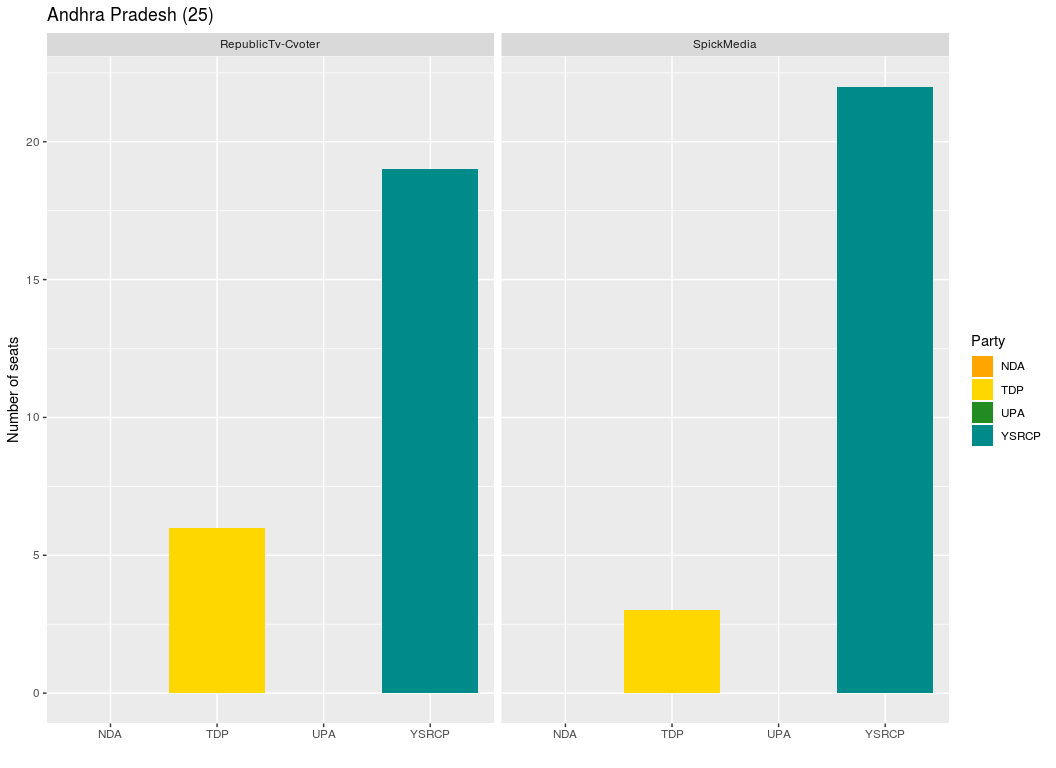 Andhra Pradesh (25)
RepublicTv-Cvoter
SpickMedia
Number of seats
20
15
10
5
0
NDA TDP UPA YSRCP
NDA TDP UPA YSRCP
Party
NDA
TDP
UPA
YSRCP